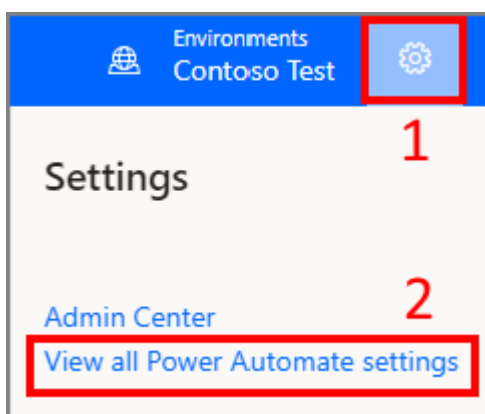 Environments
Contoso Test
1
Settings
2
Admin Center
View all Power Automate settings